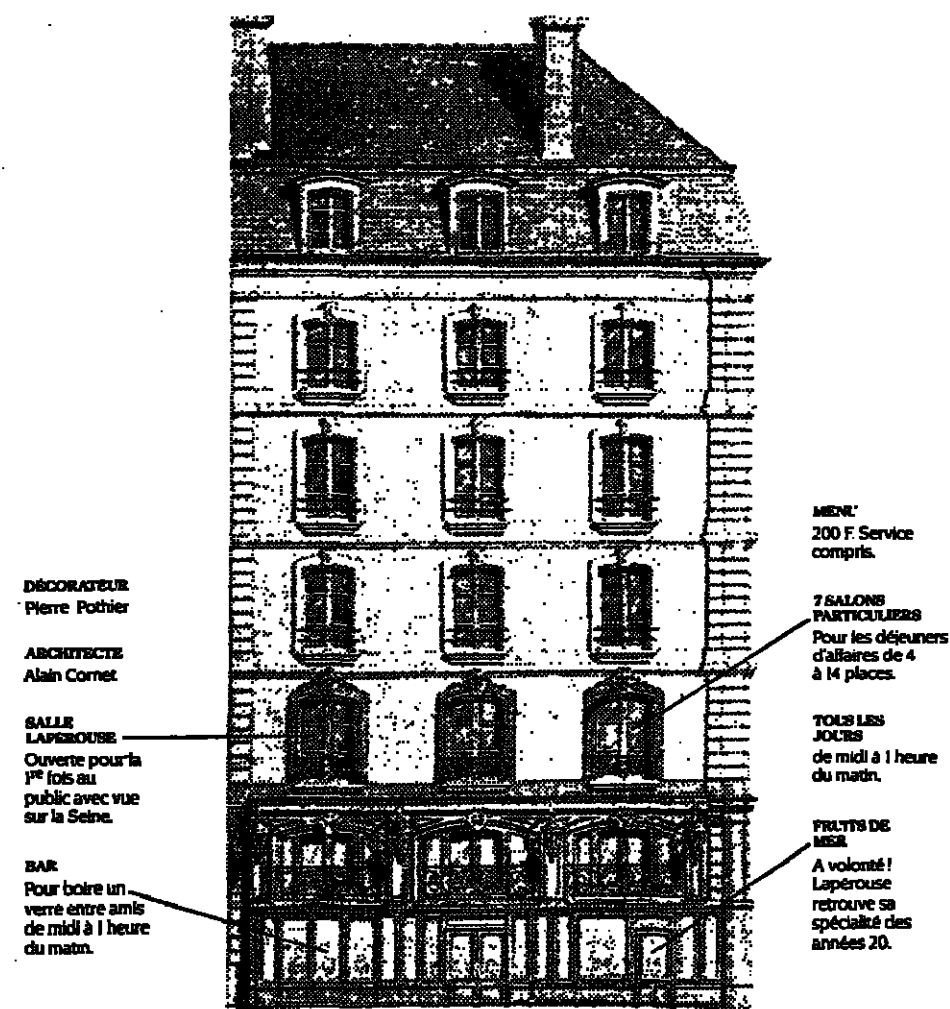 DÉCORATEUR
Pierre Pothier
ARCHITECTE
Alain Cornet
SALLE
LAPEROUSE
Ouverte pour la
1re fois au
public avec vue
sur la Seine.
BAR
Pour boire un
verre entre amis
de midi à 1 heure
du matin.
MENU
200 F. Service
compris.
7 SALONS
PARTICULIERS
Pour les déjeuners
d'affaires de 4
à 14 places.
TOUS LES
JOURS
de midi à 1 heure
du matin.
FRUITS DE
MER
A volonté !
Lapérouse
retrouve sa
spécialité des
années 20.